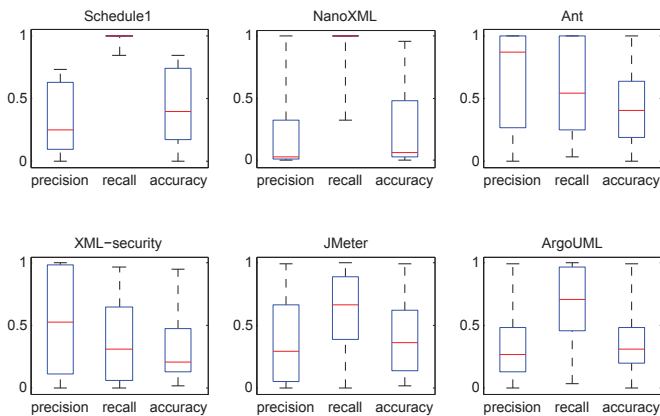 Schedule1
NanoXML
Ant
1
0.5
0
precision recall accuracy
1
0.5
0
precision recall accuracy
1
0.5
0
precision recall accuracy
XML−security
JMeter
ArgoUML
1
0.5
0
precision recall accuracy
1
0.5
0
precision recall accuracy
1
0.5
0
precision recall accuracy